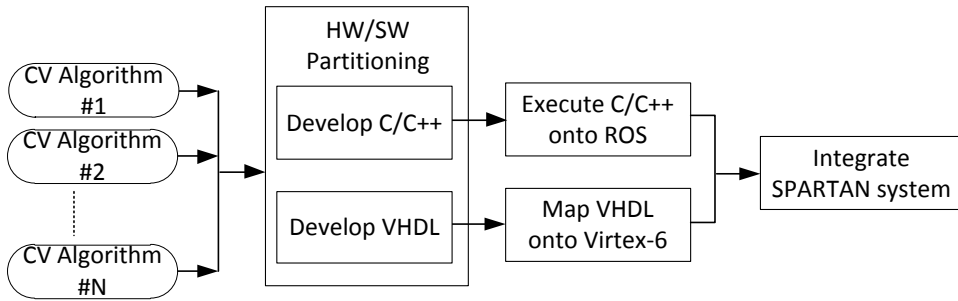 CV Algorithm
#1
CV Algorithm
#2
CV Algorithm
#N
HW/SW
Partitioning
Develop C/C++
Develop VHDL
Execute C/C++
onto ROS
Map VHDL
onto Virtex-6
Integrate
SPARTAN system